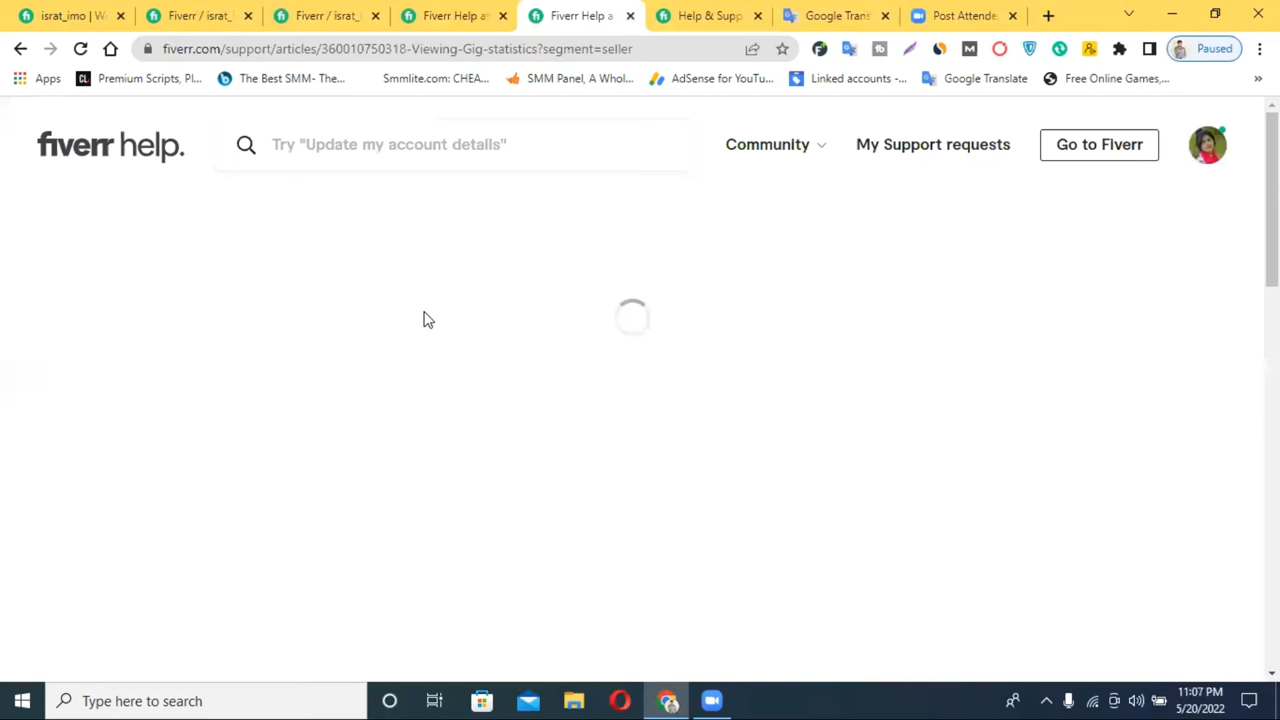 israt_imo | W
Fiverr / israt_
Fiverr / israt_i
Fiverr Help a
Fiverr Help a
Help & Supp
Google Trans
Post Attende
fiverr.com/support/articles/360010750318-Viewing-Gig-statistics?segment=seller
Paused
Apps
CL
Premium Scripts, Pl...
The Best SMM- The...
Smmlite.com: CHEA...
SMM Panel, A Whol...
AdSense for YouTu...
Linked accounts -...
Google Translate
Free Online Games,...
»
fiverr help.
Try "Update my account details"
Community
My Support requests
Go to Fiverr
Type here to search
11:07 PM
5/20/2022